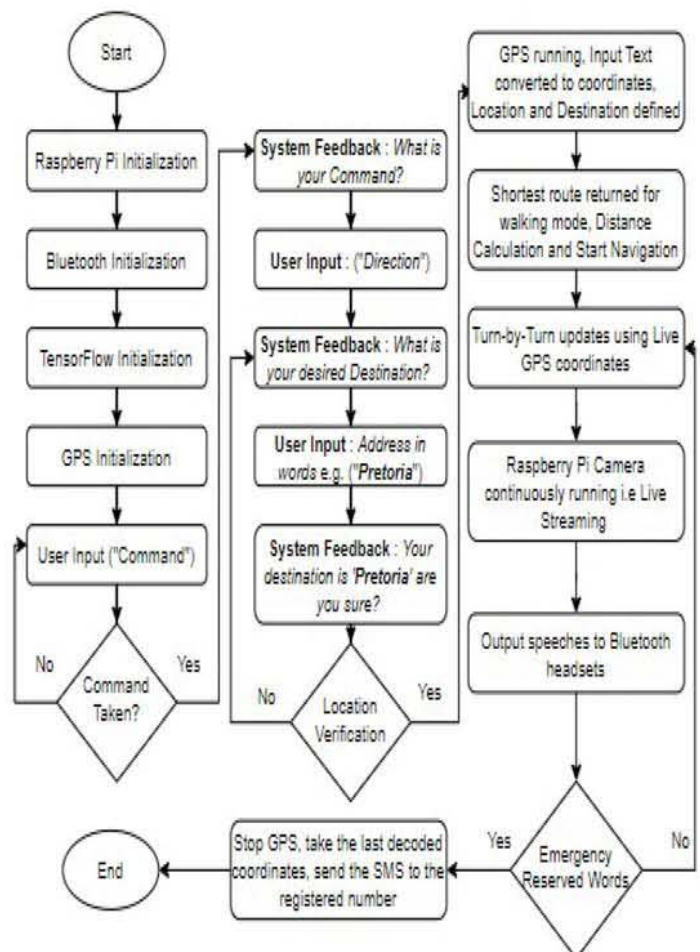 Start
Raspberry Pi Initialization
Bluetooth Initialization
TensorFlow Initialization
GPS Initialization
User Input ("Command")
No
Yes
Command
Taken?
System Feedback : What is
your Command?
User Input : ("Direction")
System Feedback : What is
your desired Destination?
User Input : Address in
words e.g. ("Pretoria")
System Feedback : Your
destination is 'Pretoria' are
you sure?
No
Yes
Location
Verification
GPS running, Input Text
converted to coordinates,
Location and Destination defined
Shortest route returned for
walking mode, Distance
Calculation and Start Navigation
Turn-by-Turn updates using Live
GPS coordinates
Raspberry Pi Camera
continuously running i.e Live
Streaming
Output speeches to Bluetooth
headsets
Yes
No
Emergency
Reserved Words
Stop GPS, take the last decoded
coordinates, send the SMS to the
registered number
End